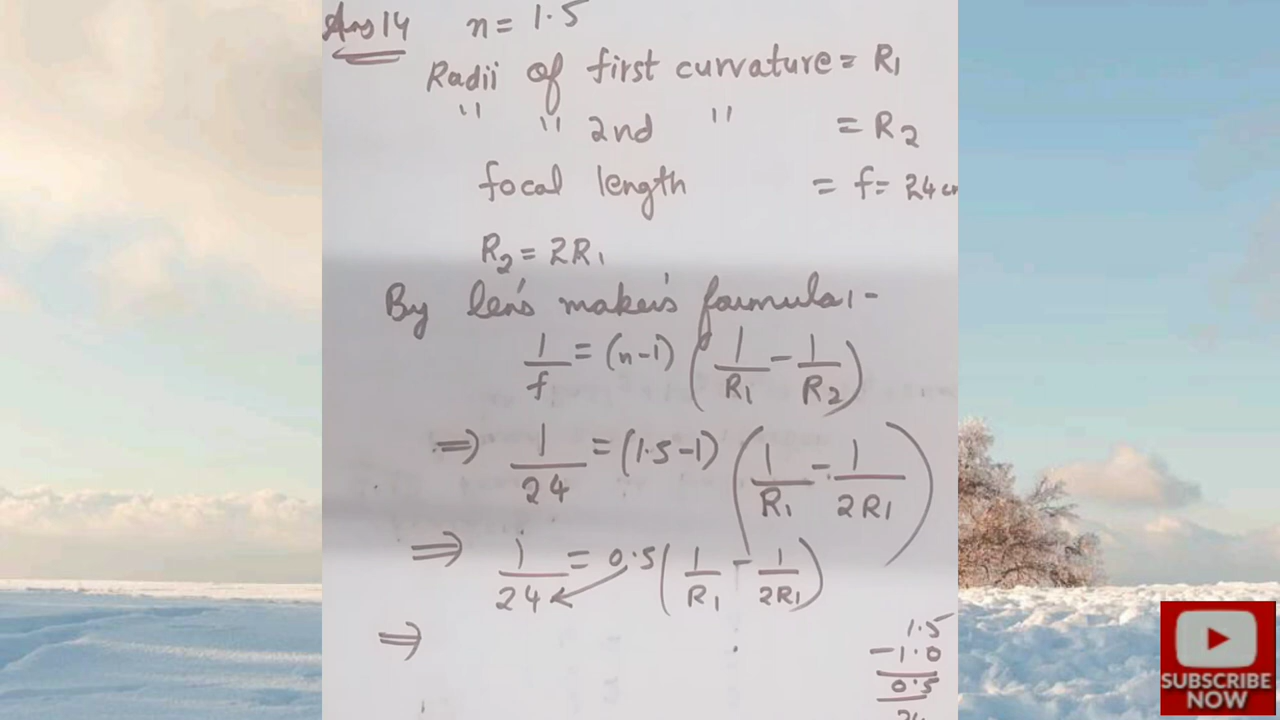 Ans 14 n = 1.5
Radii of first curvature = R₁
" " 2nd " = R₂
focal length = f = 24 cm
R₂ = 2R₁
By len's maker's formula :-
1/f = (n-1) (1/R₁ - 1/R₂)
⇒ 1/24 = (1.5-1) (1/R₁ - 1/2R₁)
⇒ 1/24 = 0.5 (1/R₁ - 1/2R₁)
⇒
1.5
-1.0
0.5
SUBSCRIBE
NOW